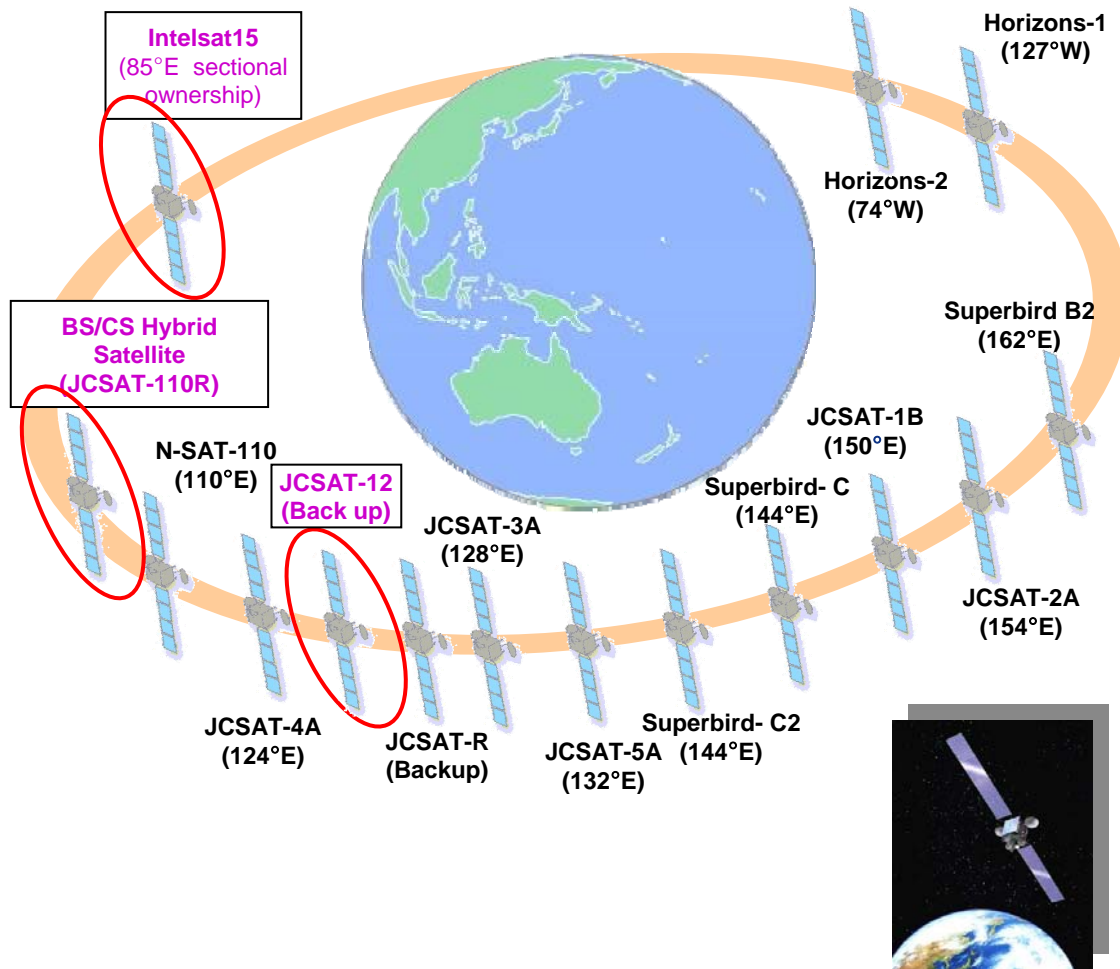 Intelsat15
(85°E sectional
ownership)
Horizons-1
(127°W)
Horizons-2
(74°W)
BS/CS Hybrid
Satellite
(JCSAT-110R)
Superbird B2
(162°E)
N-SAT-110
(110°E)
JCSAT-12
(Back up)
JCSAT-3A
(128°E)
Superbird- C
(144°E)
JCSAT-1B
(150°E)
JCSAT-2A
(154°E)
JCSAT-4A
(124°E)
JCSAT-R
(Backup)
JCSAT-5A
(132°E)
Superbird- C2
(144°E)